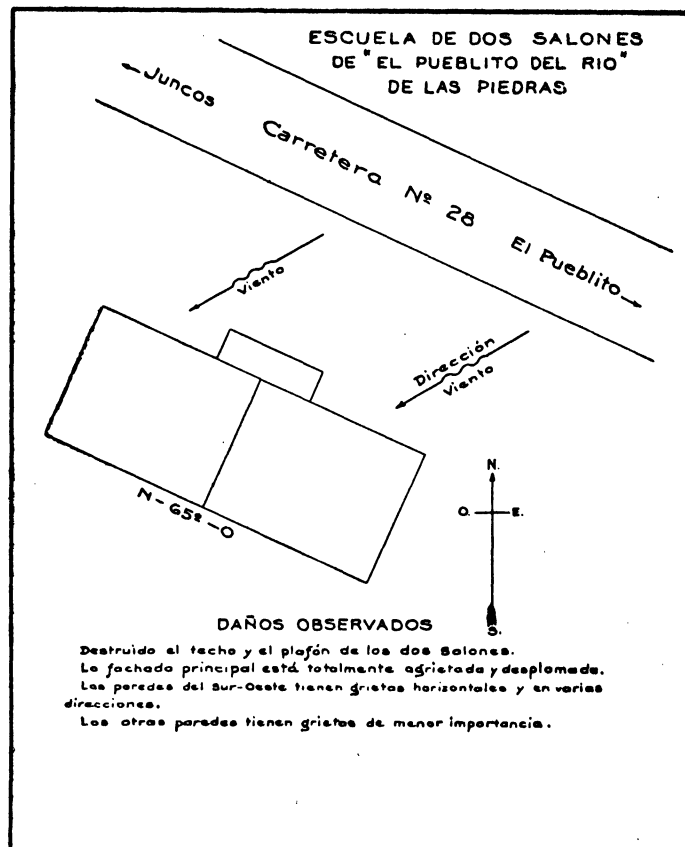 ESCUELA DE DOS SALONES
DE "EL PUEBLITO DEL RIO"
DE LAS PIEDRAS
Juncos
Carretera Nº 28
El Pueblito
Viento
Dirección
Viento
N-65º-O
N.
O. E.
S.
DAÑOS OBSERVADOS
Destruido el techo y el plafón de los dos Salones.
La fachada principal está totalmente agrietada y desplomada.
Las paredes del Sur-Oeste tienen grietas horizontales y en varias
direcciones.
Las otras paredes tienen grietas de menor importancia.